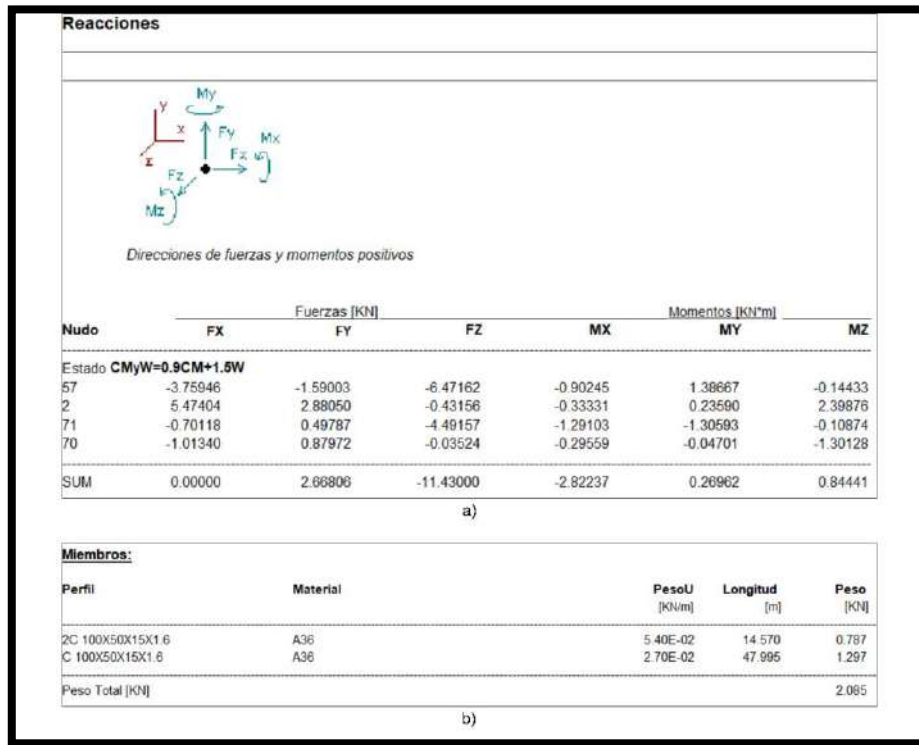 Reacciones
My
y
x
Fy
Mx
Fx
z
Fz
Mz
Direcciones de fuerzas y momentos positivos
Fuerzas [KN] Momentos [KN*m]
Nudo FX FY FZ MX MY MZ
Estado CMyW=0.9CM+1.5W
57 -3.75946 -1.59003 -6.47162 -0.90245 1.38667 -0.14433
2 5.47404 2.88050 -0.43156 -0.33331 0.23590 2.39876
71 -0.70118 0.49787 -4.49157 -1.29103 -1.30593 -0.10874
70 -1.01340 0.87972 -0.03524 -0.29559 -0.04701 -1.30128
SUM 0.00000 2.66806 -11.43000 -2.82237 0.26962 0.84441
a)
Miembros:
Perfil Material PesoU Longitud Peso
[KN/m] [m] [KN]
2C 100X50X15X1.6 A36 5.40E-02 14.570 0.787
C 100X50X15X1.6 A36 2.70E-02 47.995 1.297
Peso Total [KN] 2.085
b)